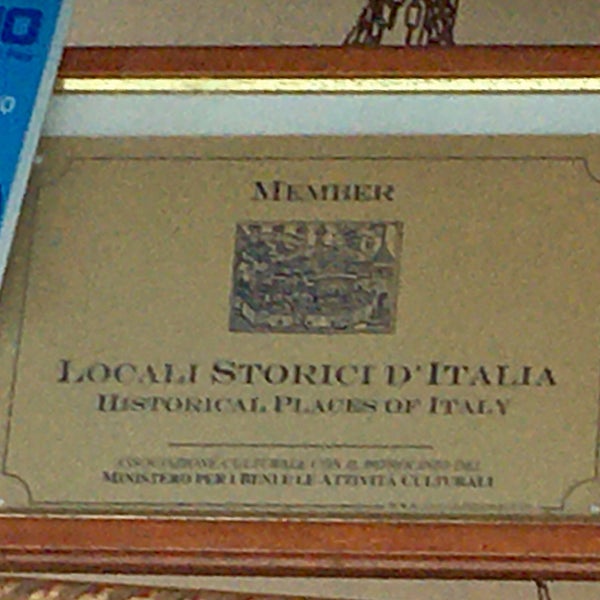 MEMBER
LOCALI STORICI D'ITALIA
HISTORICAL PLACES OF ITALY
ASSOCIAZIONE CULTURALE CON IL PATROCINIO DEL
MINISTERO PER I BENI E LE ATTIVITÀ CULTURALI